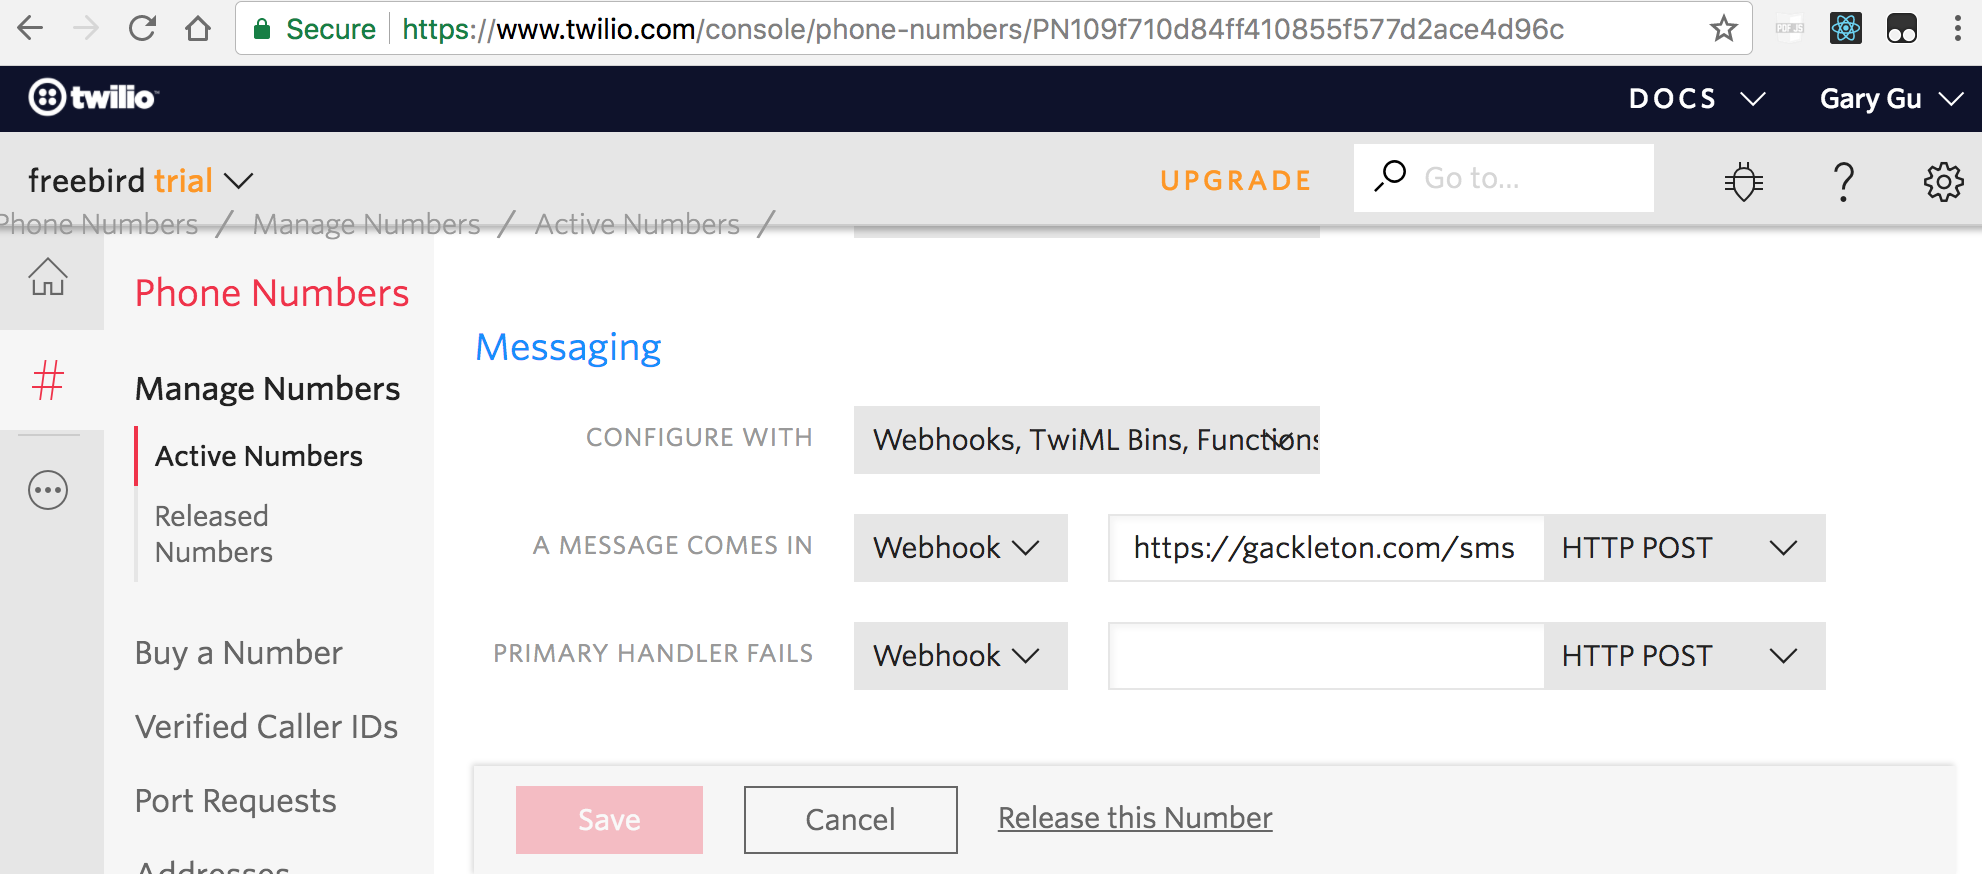 Secure https://www.twilio.com/console/phone-numbers/PN109f710d84ff410855f577d2ace4d96c
PDF.JS
twilio DOCS Gary Gu
freebird trial UPGRADE Go to...
Phone Numbers / Manage Numbers / Active Numbers /
Phone Numbers
Messaging
Manage Numbers
CONFIGURE WITH Webhooks, TwiML Bins, Functions
Active Numbers
Released
Numbers
A MESSAGE COMES IN Webhook https://gackleton.com/sms HTTP POST
Buy a Number
PRIMARY HANDLER FAILS Webhook HTTP POST
Verified Caller IDs
Port Requests
Save Cancel Release this Number
Addresses